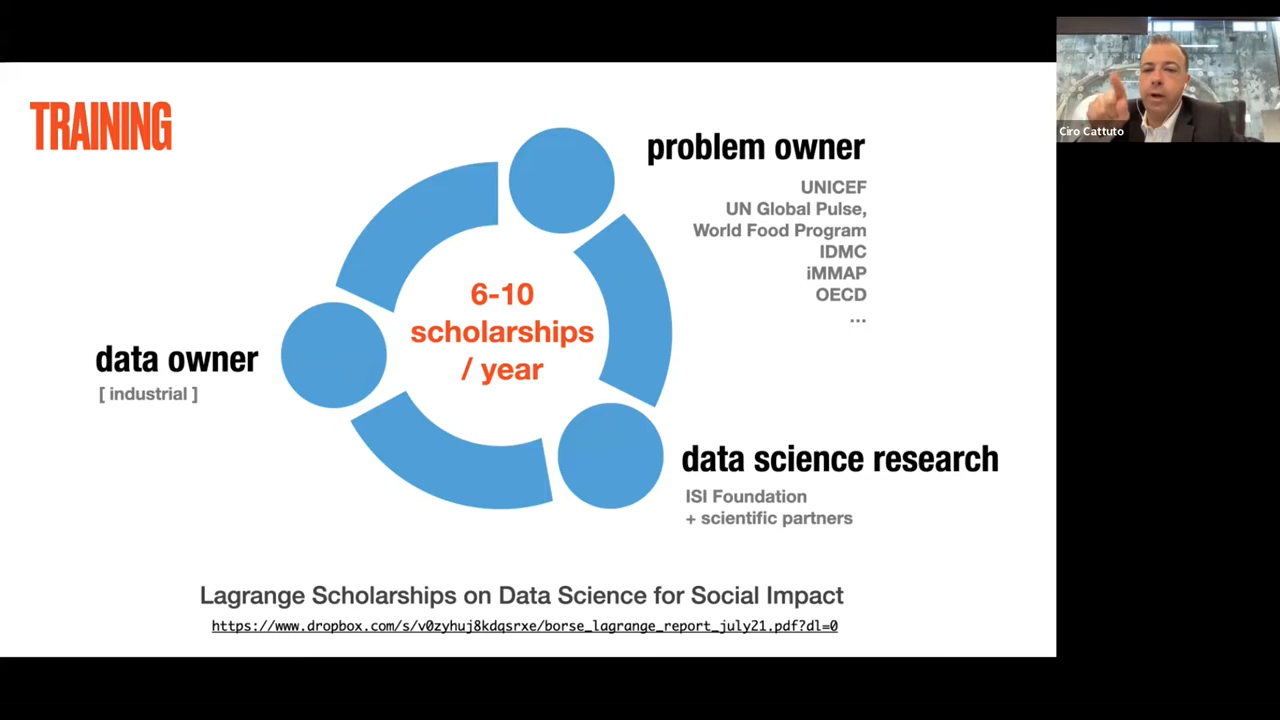 TRAINING
problem owner
UNICEF
UN Global Pulse,
World Food Program
IDMC
iMMAP
OECD
...
6-10
scholarships
/ year
data owner
[ industrial ]
data science research
ISI Foundation
+ scientific partners
Lagrange Scholarships on Data Science for Social Impact
https://www.dropbox.com/s/v0zyhuj8kdqsrxe/borse_lagrange_report_july21.pdf?dl=0
Ciro Cattuto